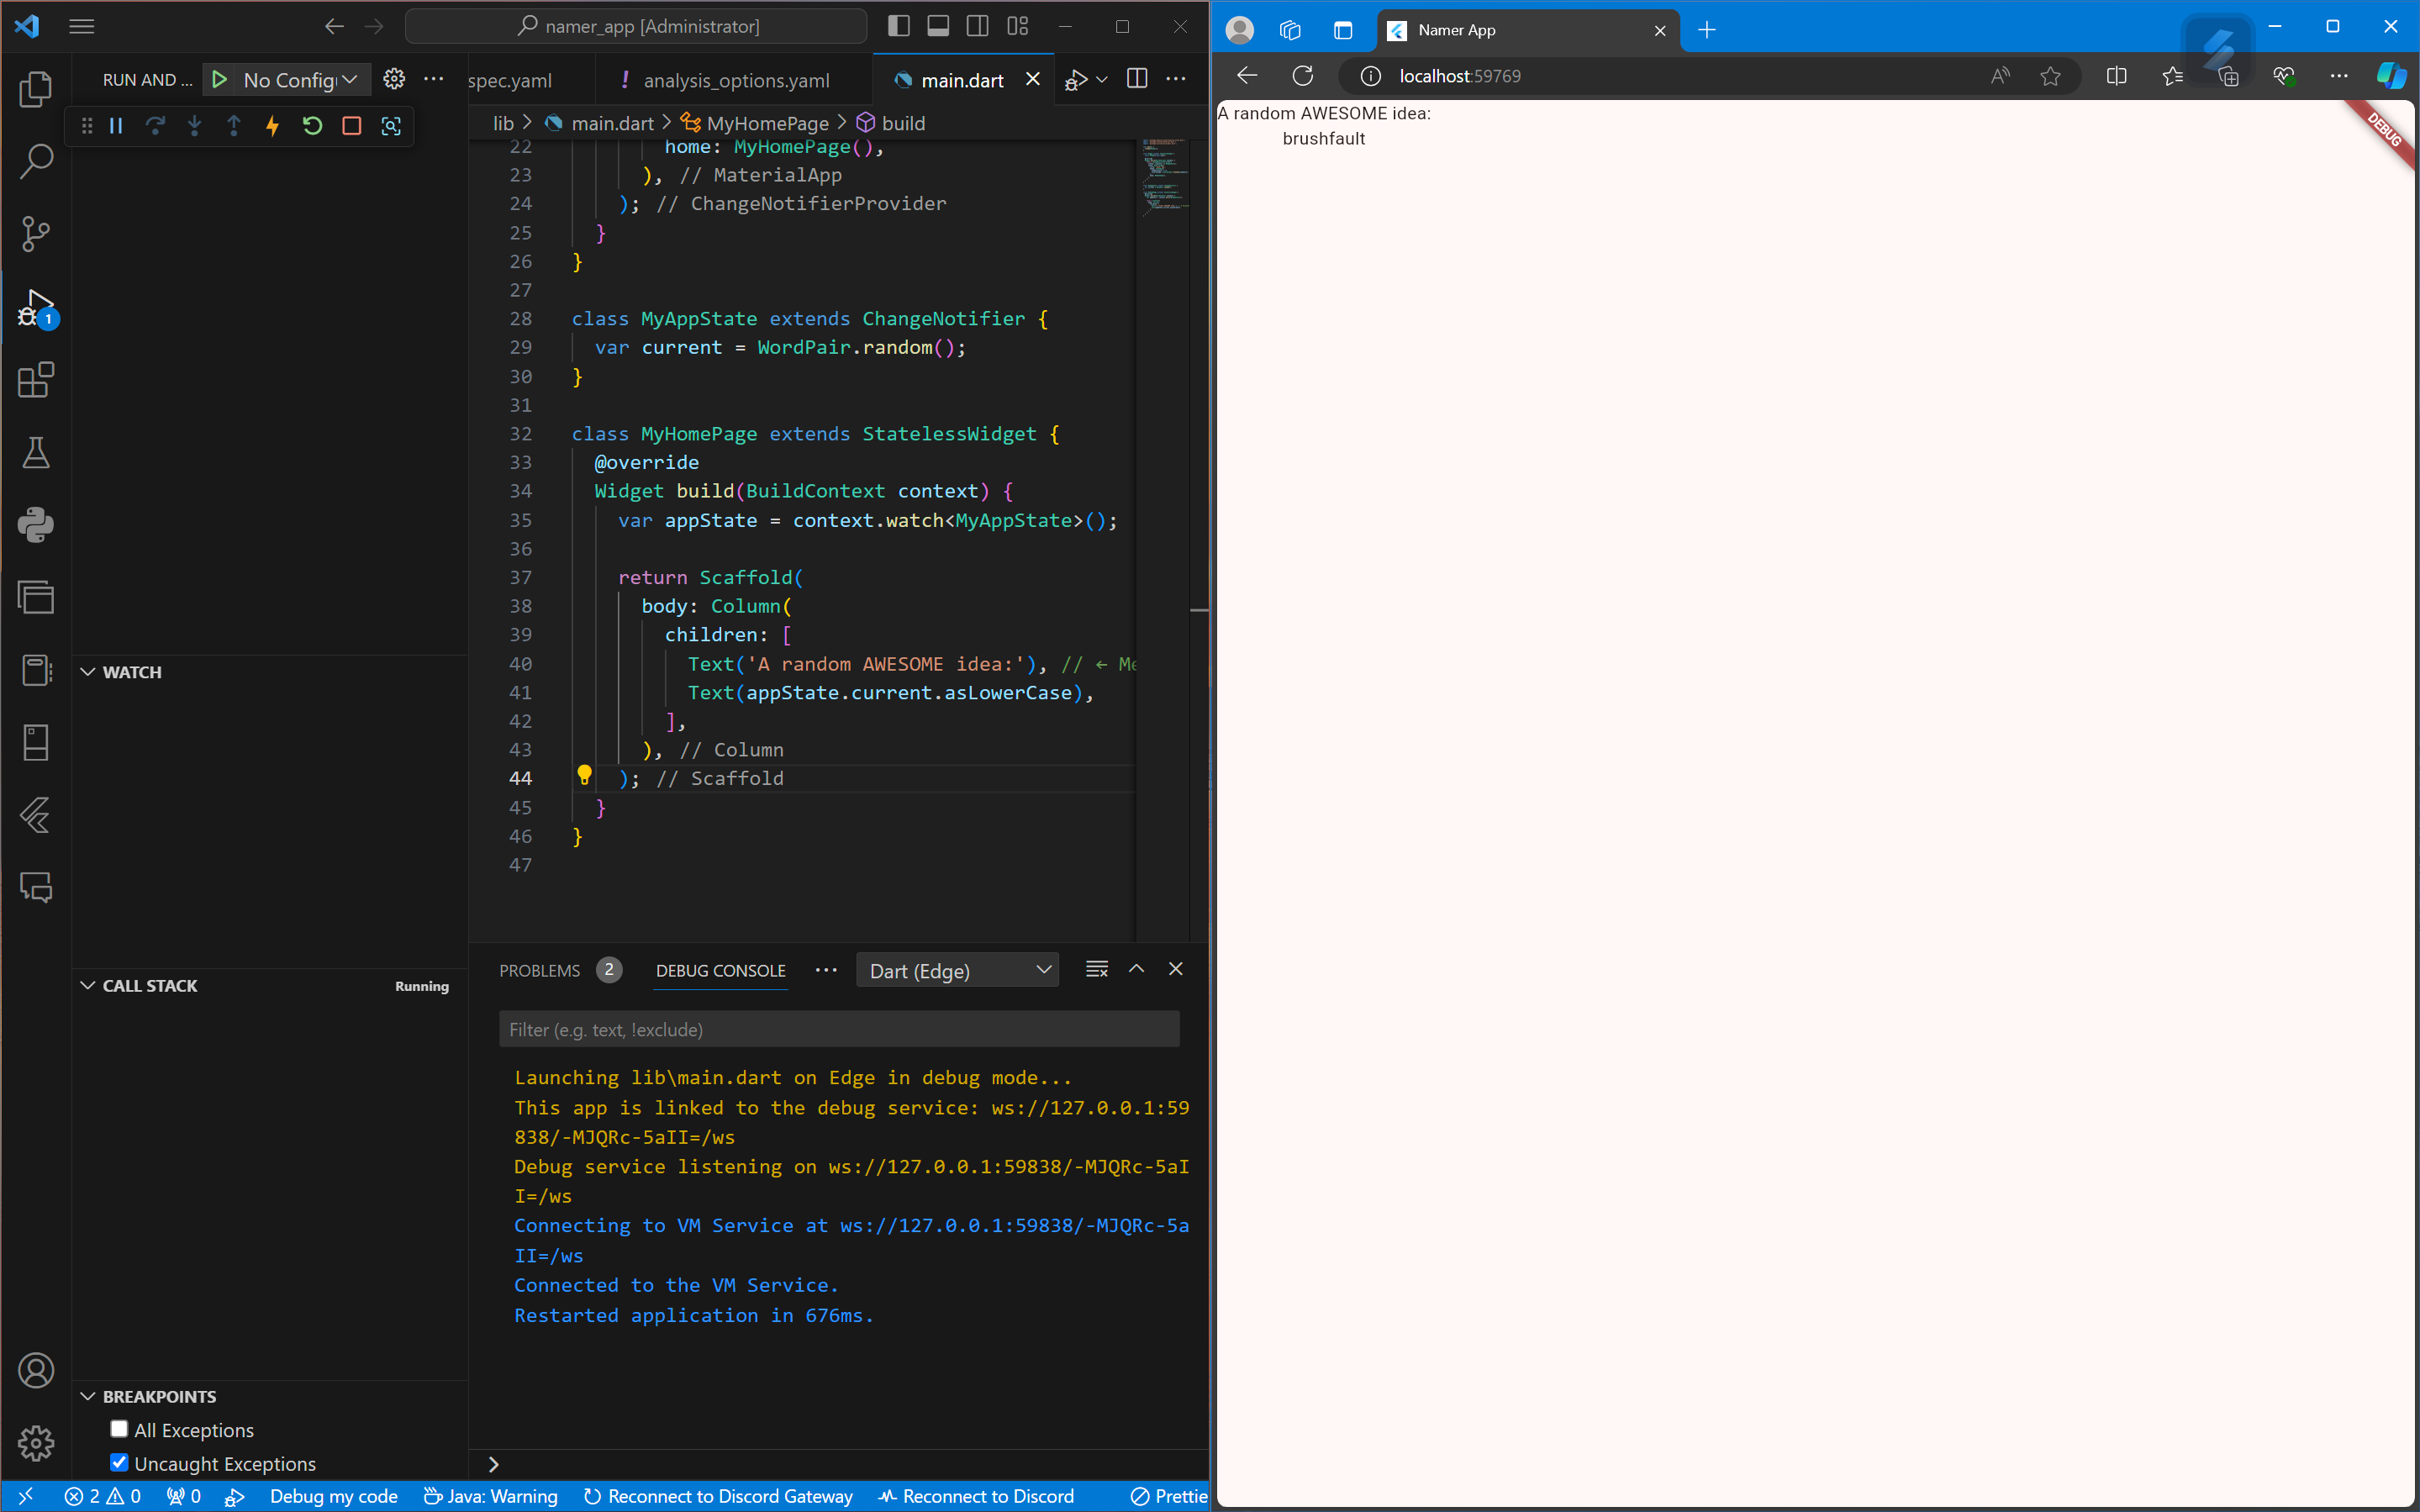 namer_app [Administrator]
RUN AND ...
No Config
spec.yaml
! analysis_options.yaml
main.dart
lib > main.dart > MyHomePage > build
22 home: MyHomePage(),
23 ), // MaterialApp
24 ); // ChangeNotifierProvider
25 }
26 }
27
28 class MyAppState extends ChangeNotifier {
29 var current = WordPair.random();
30 }
31
32 class MyHomePage extends StatelessWidget {
33 @override
34 Widget build(BuildContext context) {
35 var appState = context.watch<MyAppState>();
36
37 return Scaffold(
38 body: Column(
39 children: [
40 Text('A random AWESOME idea:'), // ← Me
41 Text(appState.current.asLowerCase),
42 ],
43 ), // Column
44 ); // Scaffold
45 }
46 }
47
1
WATCH
CALL STACK
Running
BREAKPOINTS
All Exceptions
Uncaught Exceptions
PROBLEMS 2
DEBUG CONSOLE
Dart (Edge)
Filter (e.g. text, !exclude)
Launching lib\main.dart on Edge in debug mode...
This app is linked to the debug service: ws://127.0.0.1:59
838/-MJQRc-5aII=/ws
Debug service listening on ws://127.0.0.1:59838/-MJQRc-5aI
I=/ws
Connecting to VM Service at ws://127.0.0.1:59838/-MJQRc-5a
II=/ws
Connected to the VM Service.
Restarted application in 676ms.
2 0 0 Debug my code Java: Warning Reconnect to Discord Gateway Reconnect to Discord Prettie
Namer App
localhost:59769
A random AWESOME idea:
brushfault
DEBUG